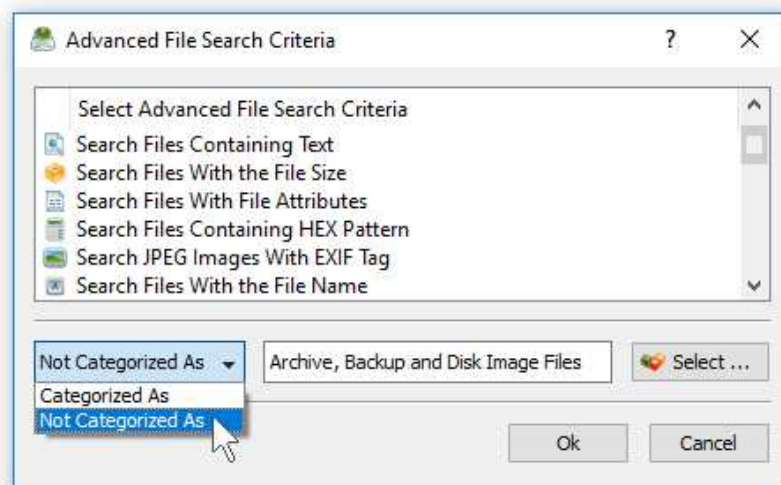 Advanced File Search Criteria
Select Advanced File Search Criteria
Search Files Containing Text
Search Files With the File Size
Search Files With File Attributes
Search Files Containing HEX Pattern
Search JPEG Images With EXIF Tag
Search Files With the File Name
Not Categorized As Archive, Backup and Disk Image Files Select ...
Categorized As
Not Categorized As
Ok Cancel